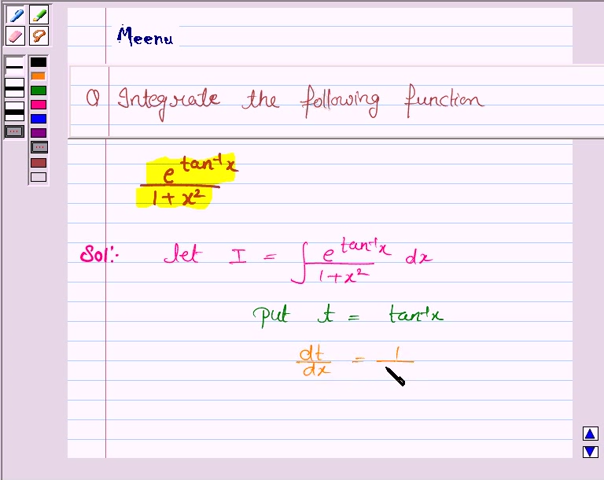 Meenu
Q Integrate the following function
e^tan⁻¹x / 1 + x²
Sol:- let I = ∫ e^tan⁻¹x / 1 + x² dx
put t = tan⁻¹x
dt/dx = 1/